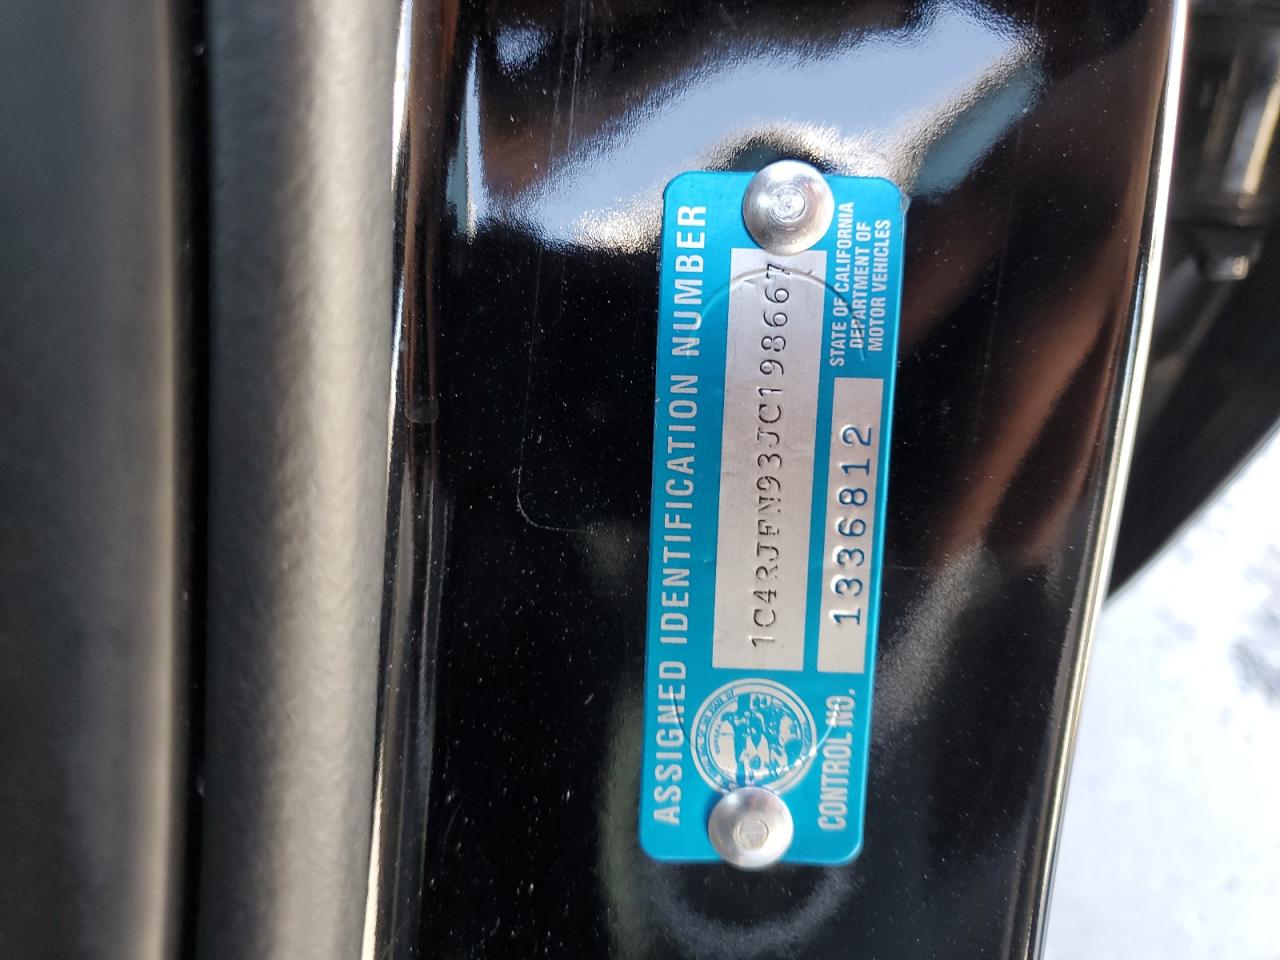 ASSIGNED IDENTIFICATION NUMBER
1C4RJFN93JC198667
STATE OF CALIFORNIA
DEPARTMENT OF
MOTOR VEHICLES
CONTROL NO. 1336812